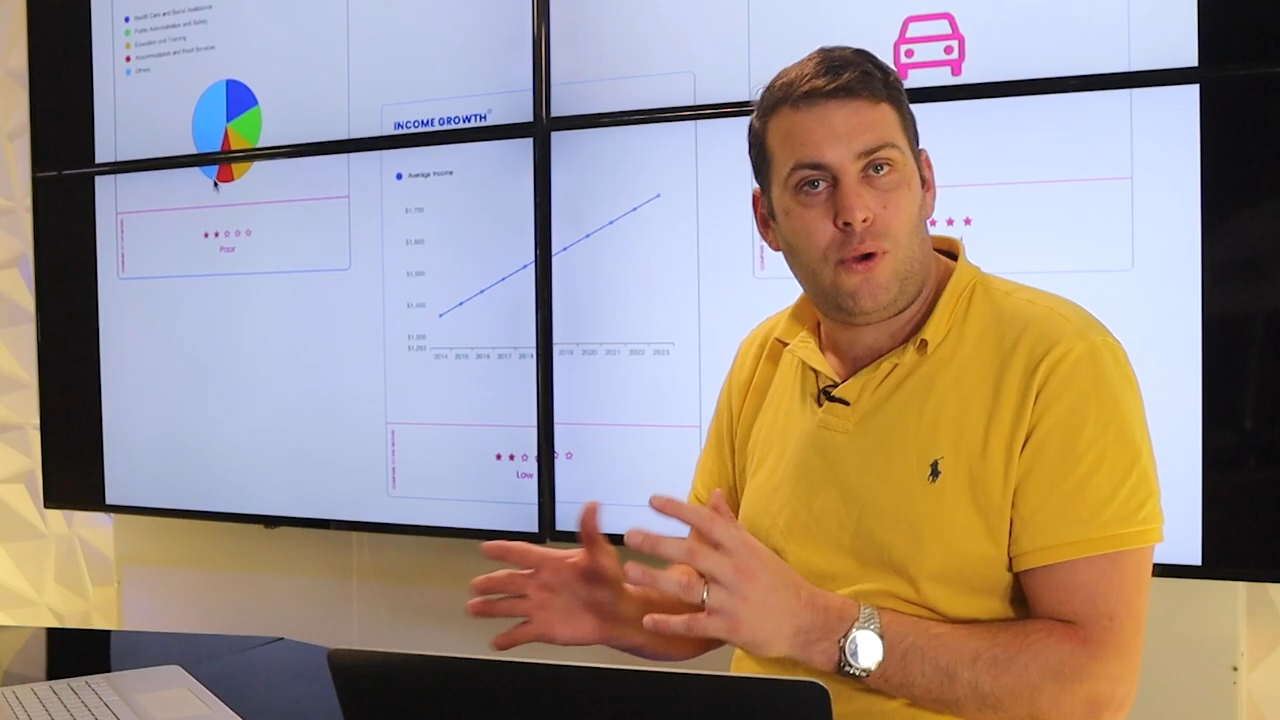 Health Care and Social Assistance
Public Administration and Safety
Education and Training
Accommodation and Food Services
Others
Poor
INCOME GROWTH
Average Income
$1,700
$1,600
$1,500
$1,400
$1,300
$1,250
2014 2015 2016 2017 2018 2019 2020 2021 2022 2023
Low